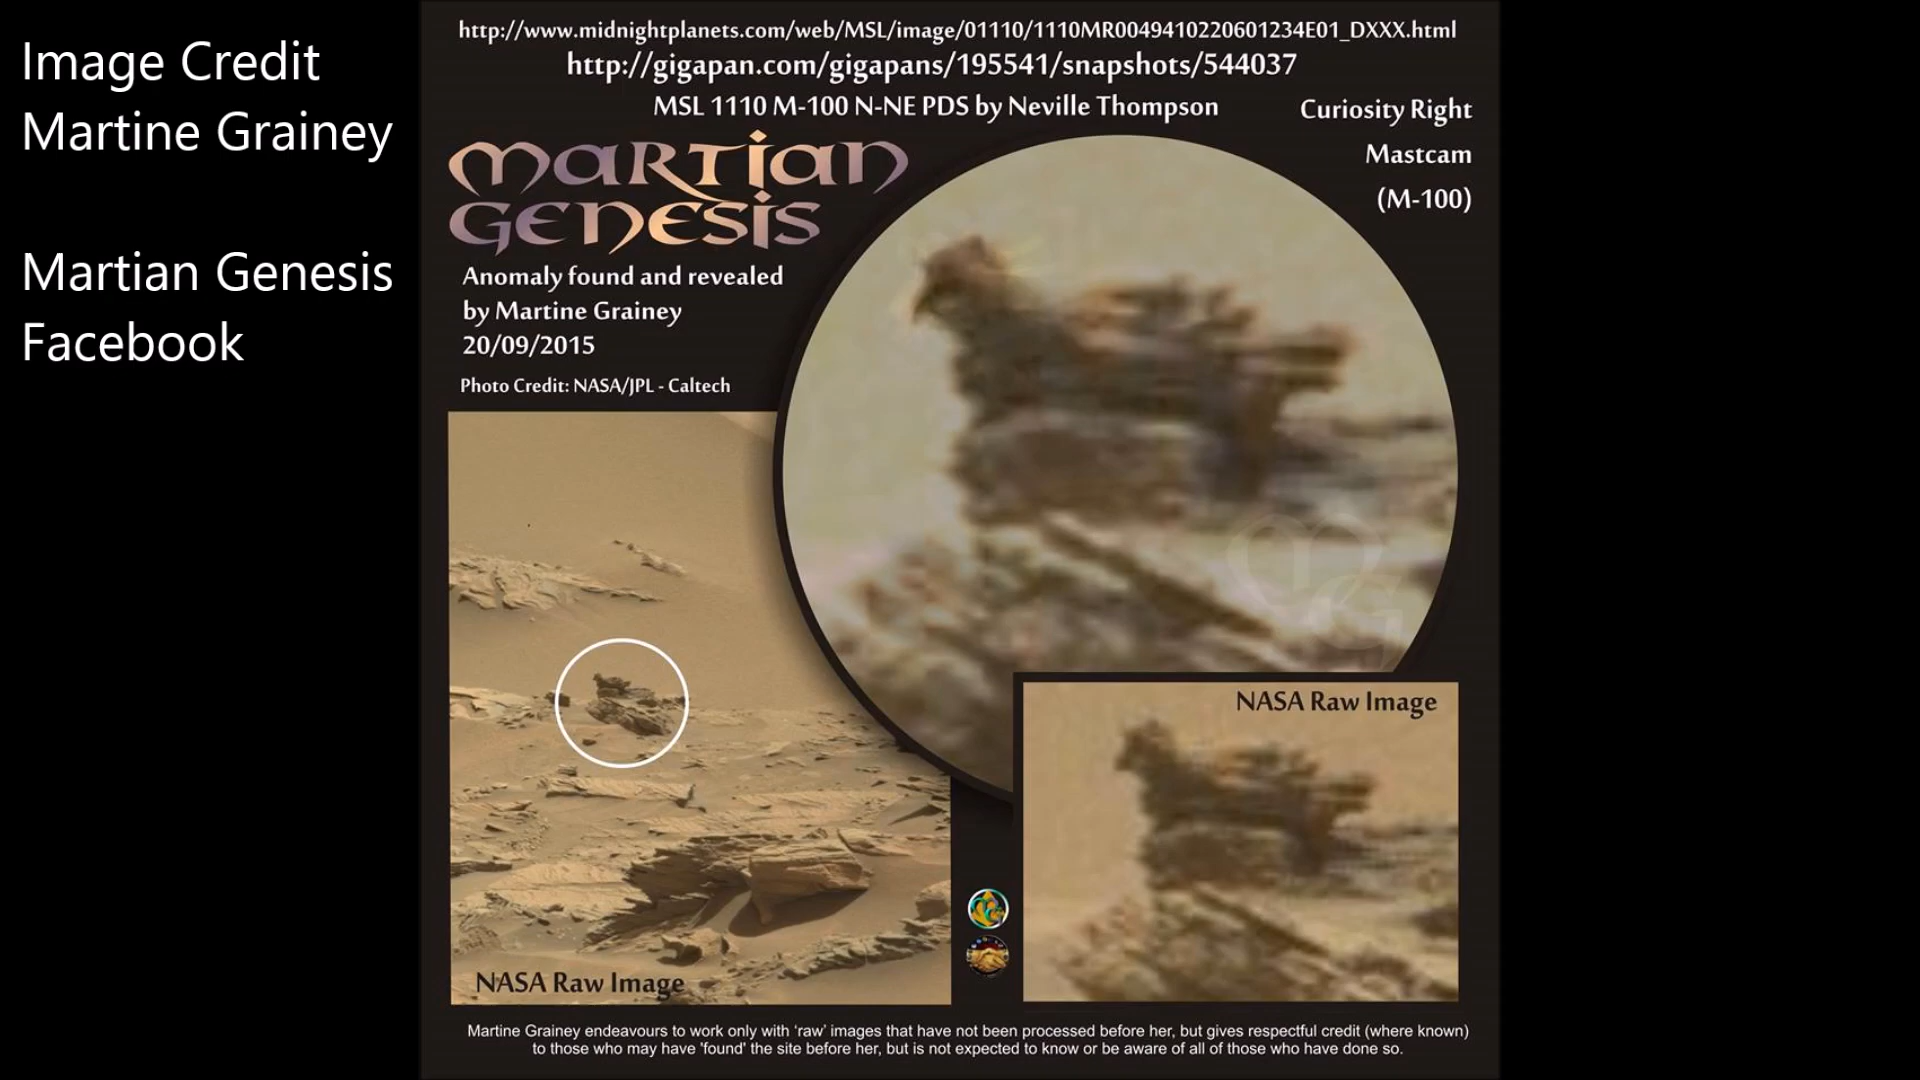 Image Credit
Martine Grainey
Martian Genesis
Facebook
http://www.midnightplanets.com/web/MSL/image/01110/1110MR0049410220601234E01_DXXX.html
http://gigapan.com/gigapans/195541/snapshots/544037
MSL 1110 M-100 N-NE PDS by Neville Thompson
Curiosity Right
Mastcam
(M-100)
MARTIAN
GENESIS
Anomaly found and revealed
by Martine Grainey
20/09/2015
Photo Credit: NASA/JPL - Caltech
MG
NASA Raw Image
NASA Raw Image
Martine Grainey endeavours to work only with ‘raw’ images that have not been processed before her, but gives respectful credit (where known)
to those who may have 'found' the site before her, but is not expected to know or be aware of all of those who have done so.